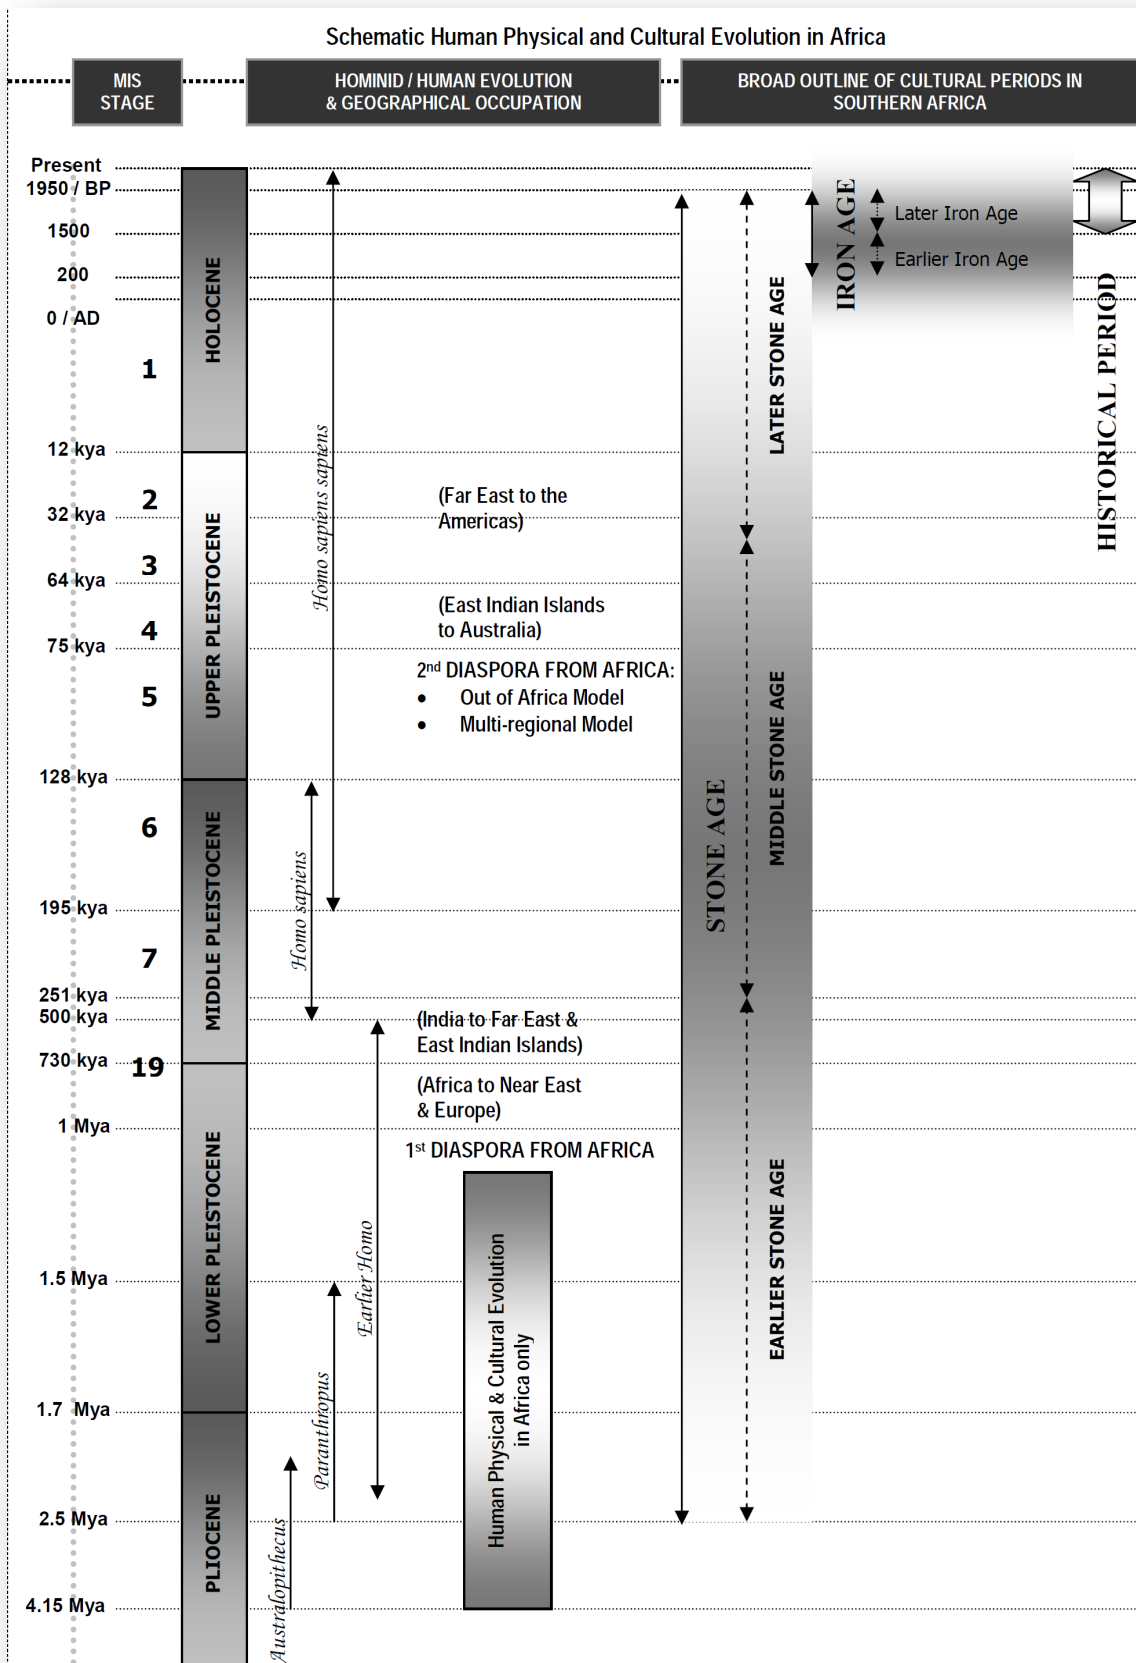 Schematic Human Physical and Cultural Evolution in Africa
MIS
STAGE
HOMINID / HUMAN EVOLUTION
& GEOGRAPHICAL OCCUPATION
BROAD OUTLINE OF CULTURAL PERIODS IN
SOUTHERN AFRICA
Present
1950 / BP
1500
200
0 / AD
12 kya
32 kya
64 kya
75 kya
128 kya
195 kya
251 kya
500 kya
730 kya
1 Mya
1.5 Mya
1.7 Mya
2.5 Mya
4.15 Mya
1
2
3
4
5
6
7
19
HOLOCENE
UPPER PLEISTOCENE
MIDDLE PLEISTOCENE
LOWER PLEISTOCENE
PLIOCENE
Homo sapiens sapiens
Homo sapiens
Earlier Homo
Paranthropus
Australopithecus
(Far East to the
Americas)
(East Indian Islands
to Australia)
2nd DIASPORA FROM AFRICA:
• Out of Africa Model
• Multi-regional Model
(India to Far East &
East Indian Islands)
(Africa to Near East
& Europe)
1st DIASPORA FROM AFRICA
Human Physical & Cultural Evolution
in Africa only
STONE AGE
LATER STONE AGE
MIDDLE STONE AGE
EARLIER STONE AGE
IRON AGE
Later Iron Age
Earlier Iron Age
HISTORICAL PERIOD